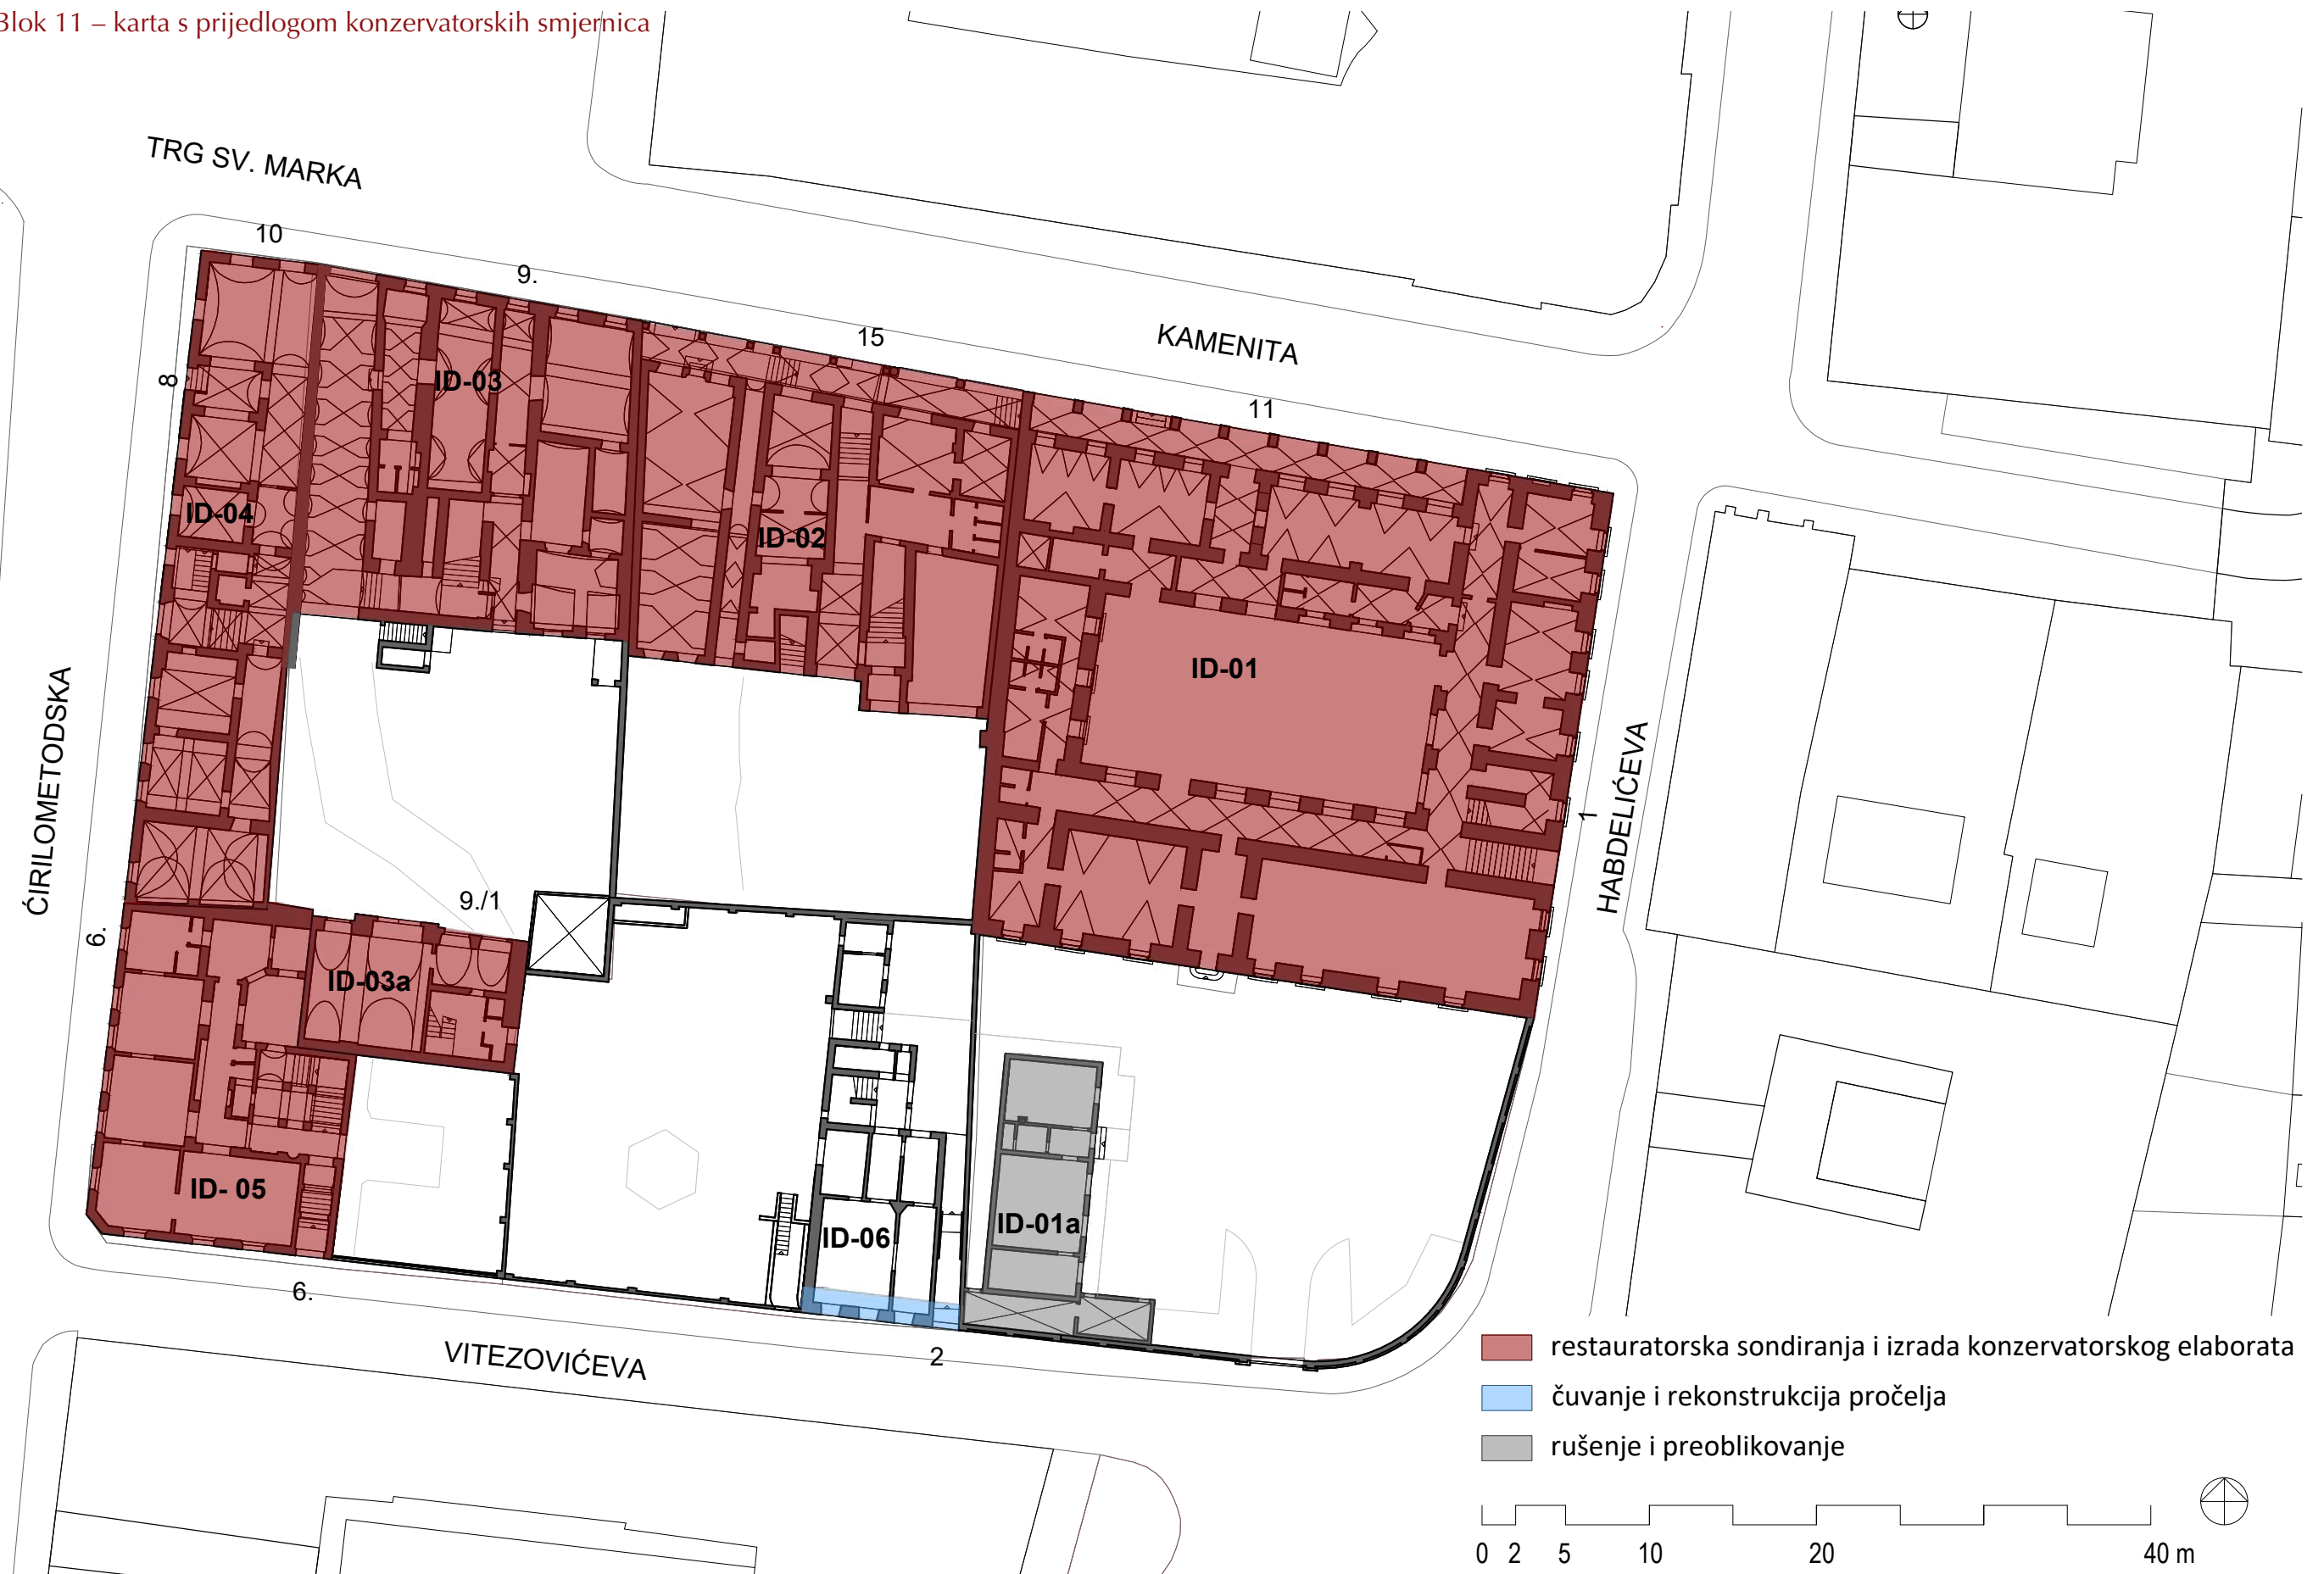 Blok 11 – karta s prijedlogom konzervatorskih smjernica
TRG SV. MARKA
10
9.
15
KAMENITA
11
8
ID-03
ID-04
ID-02
ID-01
ĆIRILOMETODSKA
HABDELIĆEVA
1
9./1
6.
ID-03a
ID- 05
ID-06
ID-01a
6.
VITEZOVIĆEVA
2
restauratorska sondiranja i izrada konzervatorskog elaborata
čuvanje i rekonstrukcija pročelja
rušenje i preoblikovanje
0 2 5 10 20 40 m